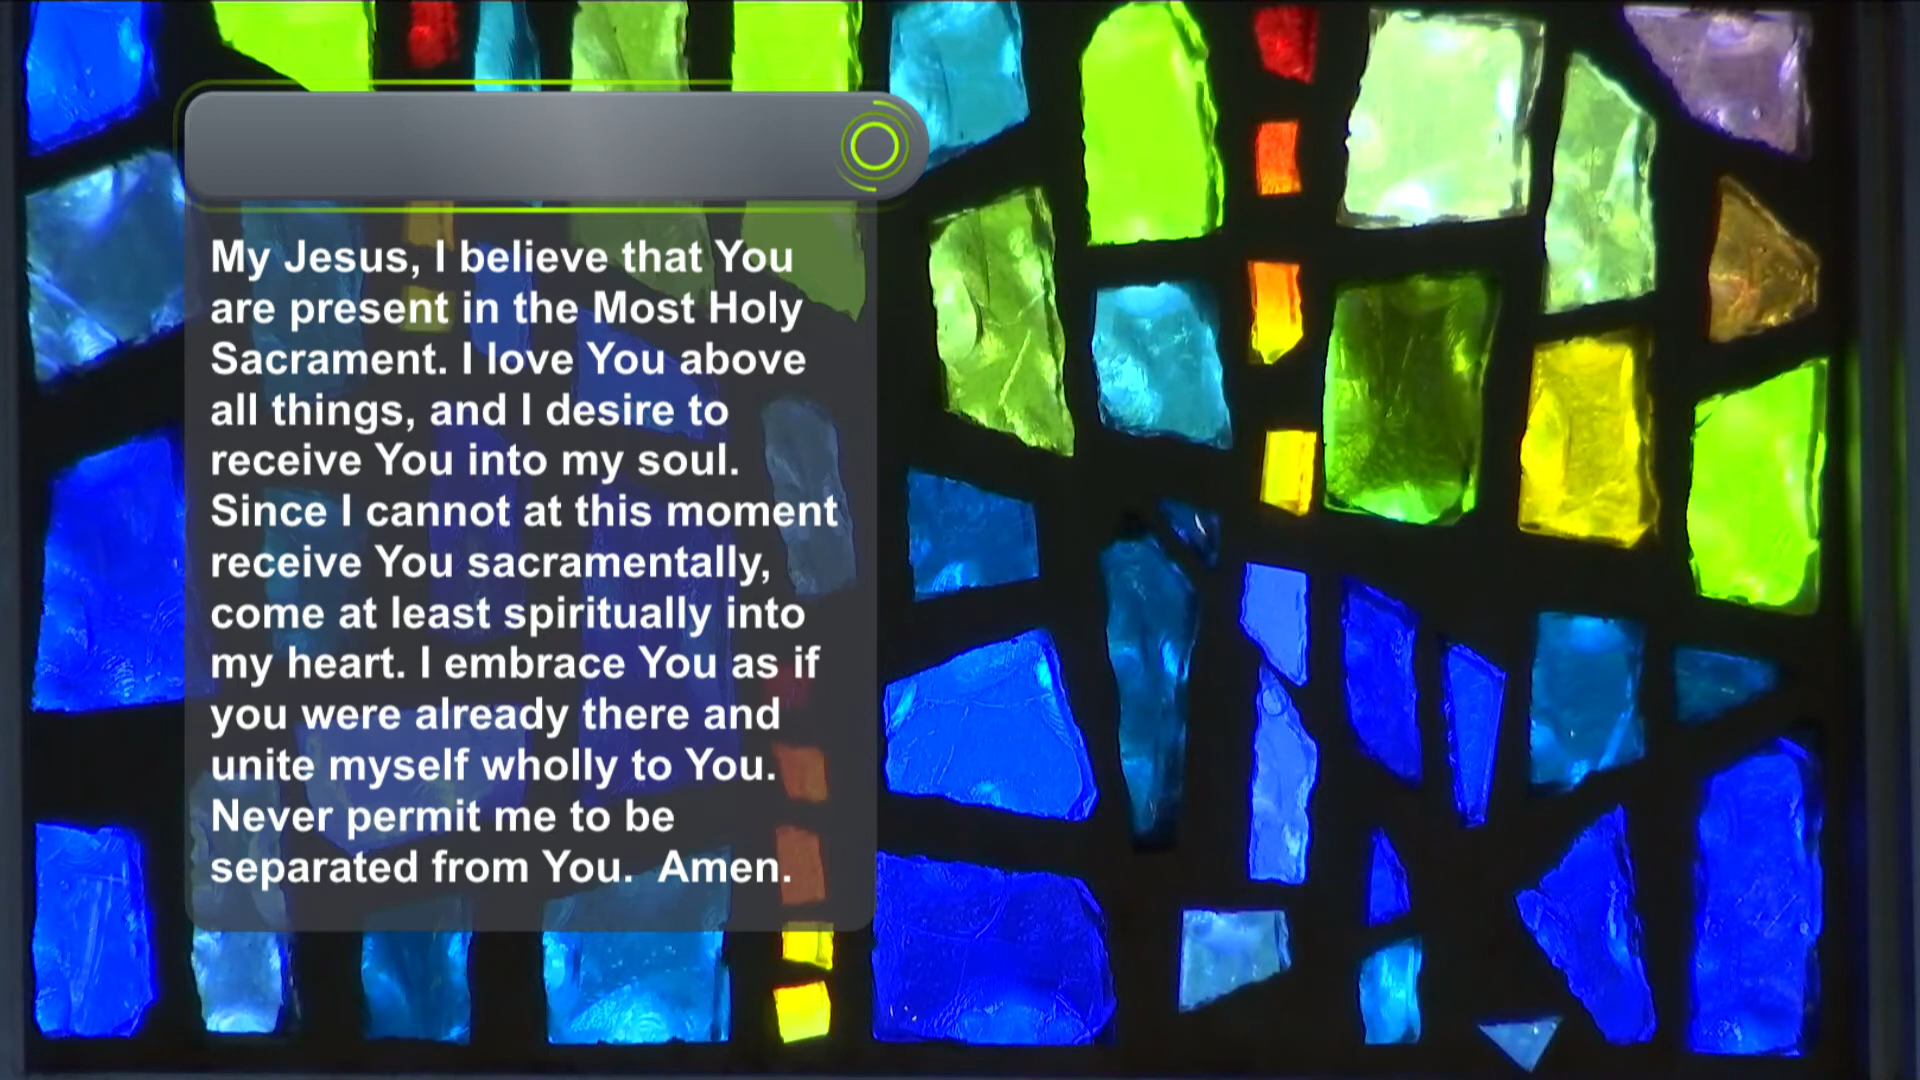 My Jesus, I believe that You
are present in the Most Holy
Sacrament. I love You above
all things, and I desire to
receive You into my soul.
Since I cannot at this moment
receive You sacramentally,
come at least spiritually into
my heart. I embrace You as if
you were already there and
unite myself wholly to You.
Never permit me to be
separated from You.  Amen.